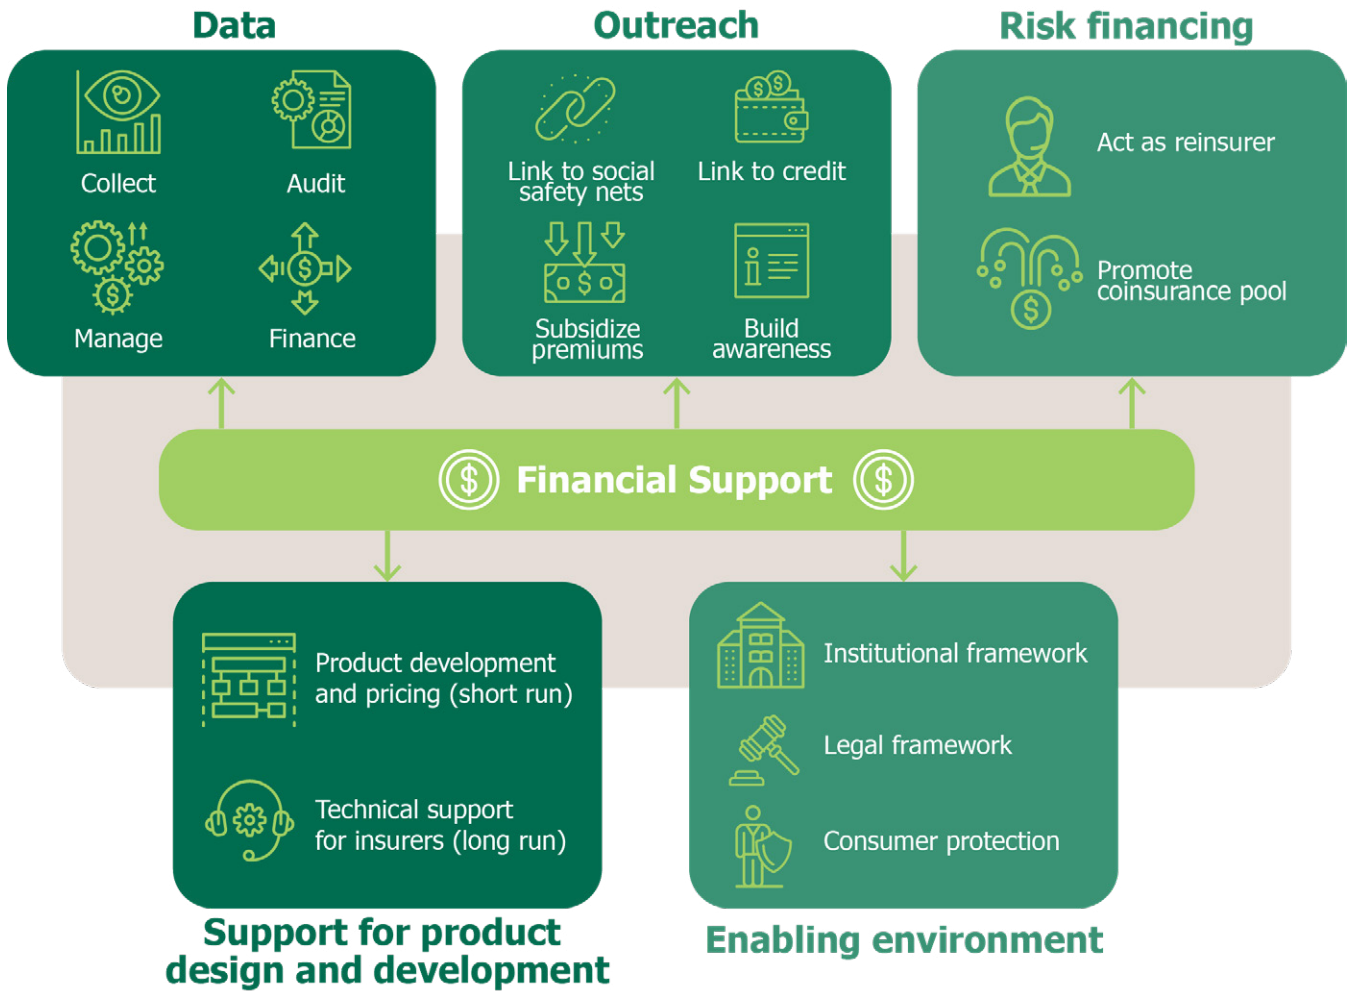 Data
Collect
Audit
Manage
Finance
Outreach
Link to social
safety nets
Link to credit
Subsidize
premiums
Build
awareness
Risk financing
Act as reinsurer
Promote
coinsurance pool
Financial Support
Product development
and pricing (short run)
Technical support
for insurers (long run)
Support for product
design and development
Institutional framework
Legal framework
Consumer protection
Enabling environment